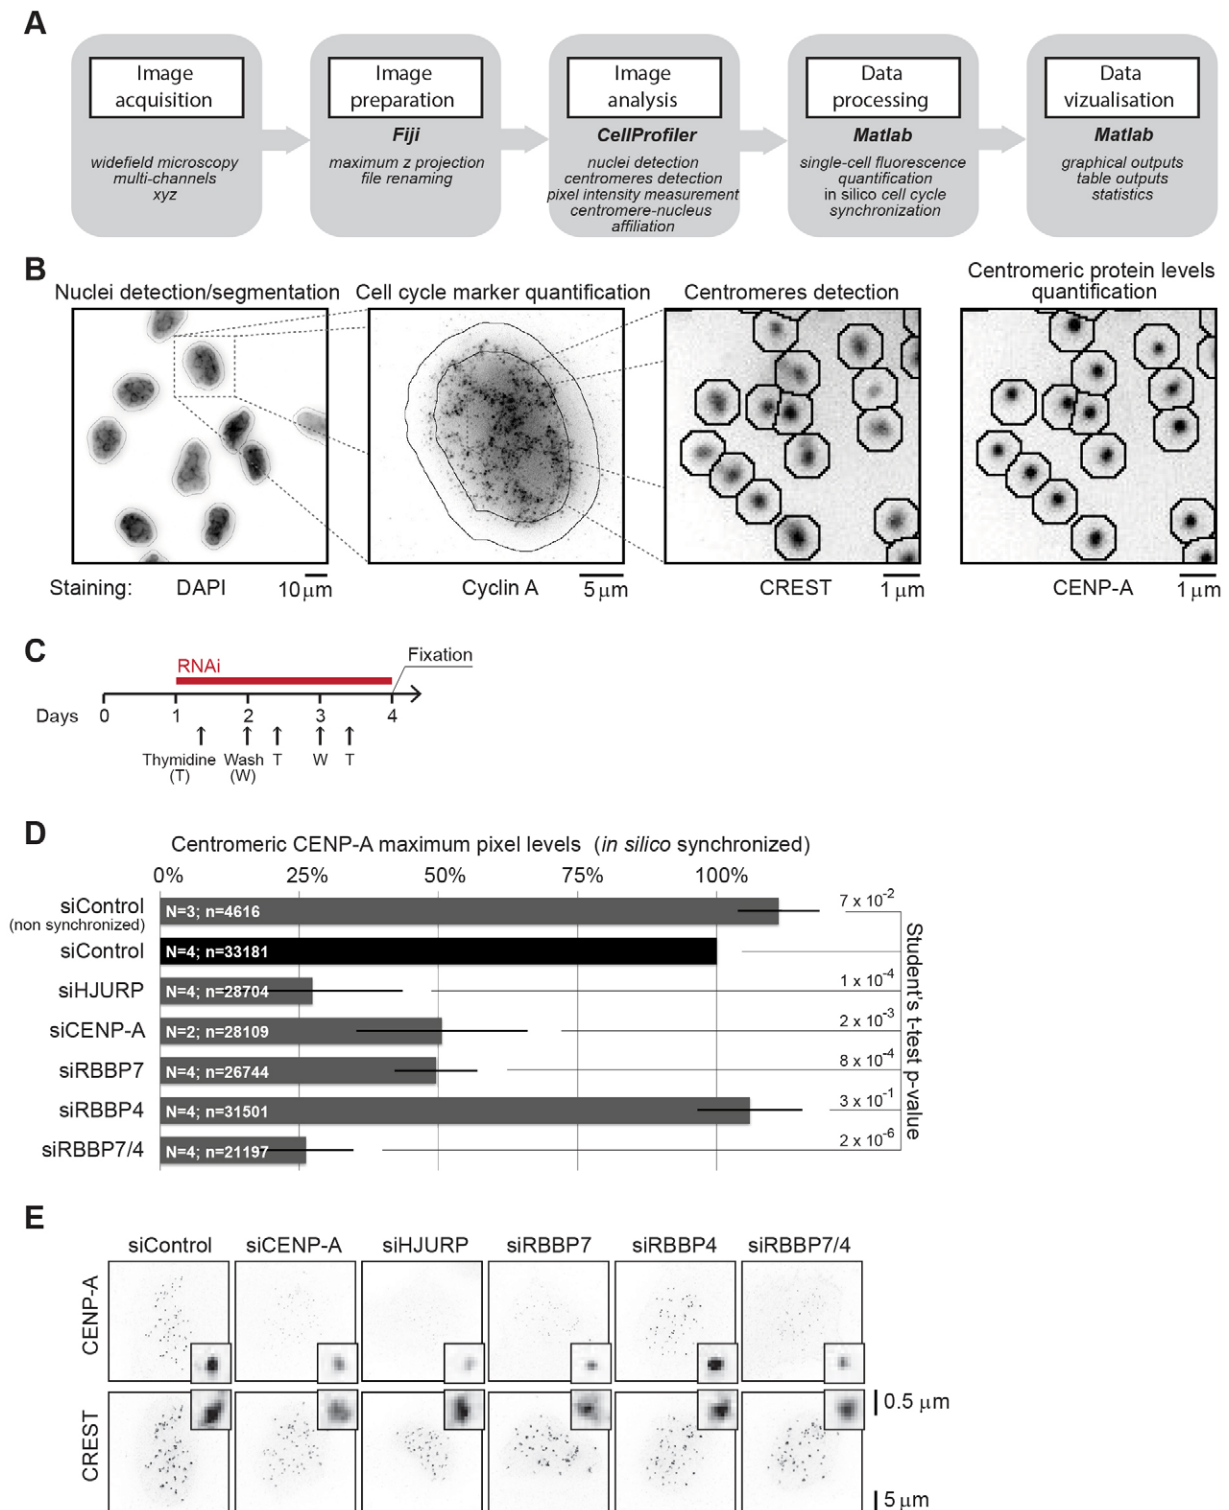 A
Image
acquisition
widefield microscopy
multi-channels
xyz
Image
preparation
Fiji
maximum z projection
file renaming
Image
analysis
CellProfiler
nuclei detection
centromeres detection
pixel intensity measurement
centromere-nucleus
affiliation
Data
processing
Matlab
single-cell fluorescence
quantification
in silico cell cycle
synchronization
Data
vizualisation
Matlab
graphical outputs
table outputs
statistics
B
Nuclei detection/segmentation
Cell cycle marker quantification
Centromeres detection
Centromeric protein levels
quantification
Staining: DAPI 10 µm
Cyclin A 5 µm
CREST 1 µm
CENP-A 1 µm
C
RNAi
Fixation
Days 0 1 2 3 4
Thymidine Wash T W T
(T) (W)
D
Centromeric CENP-A maximum pixel levels (in silico synchronized)
0% 25% 50% 75% 100%
siControl N=3; n=4616 7 x 10-2
(non synchronized)
siControl N=4; n=33181
siHJURP N=4; n=28704 1 x 10-4
siCENP-A N=2; n=28109 2 x 10-3
siRBBP7 N=4; n=26744 8 x 10-4
siRBBP4 N=4; n=31501 3 x 10-1
siRBBP7/4 N=4; n=21197 2 x 10-6
Student's t-test p-value
E
siControl siCENP-A siHJURP siRBBP7 siRBBP4 siRBBP7/4
CENP-A
CREST
0.5 µm
5 µm